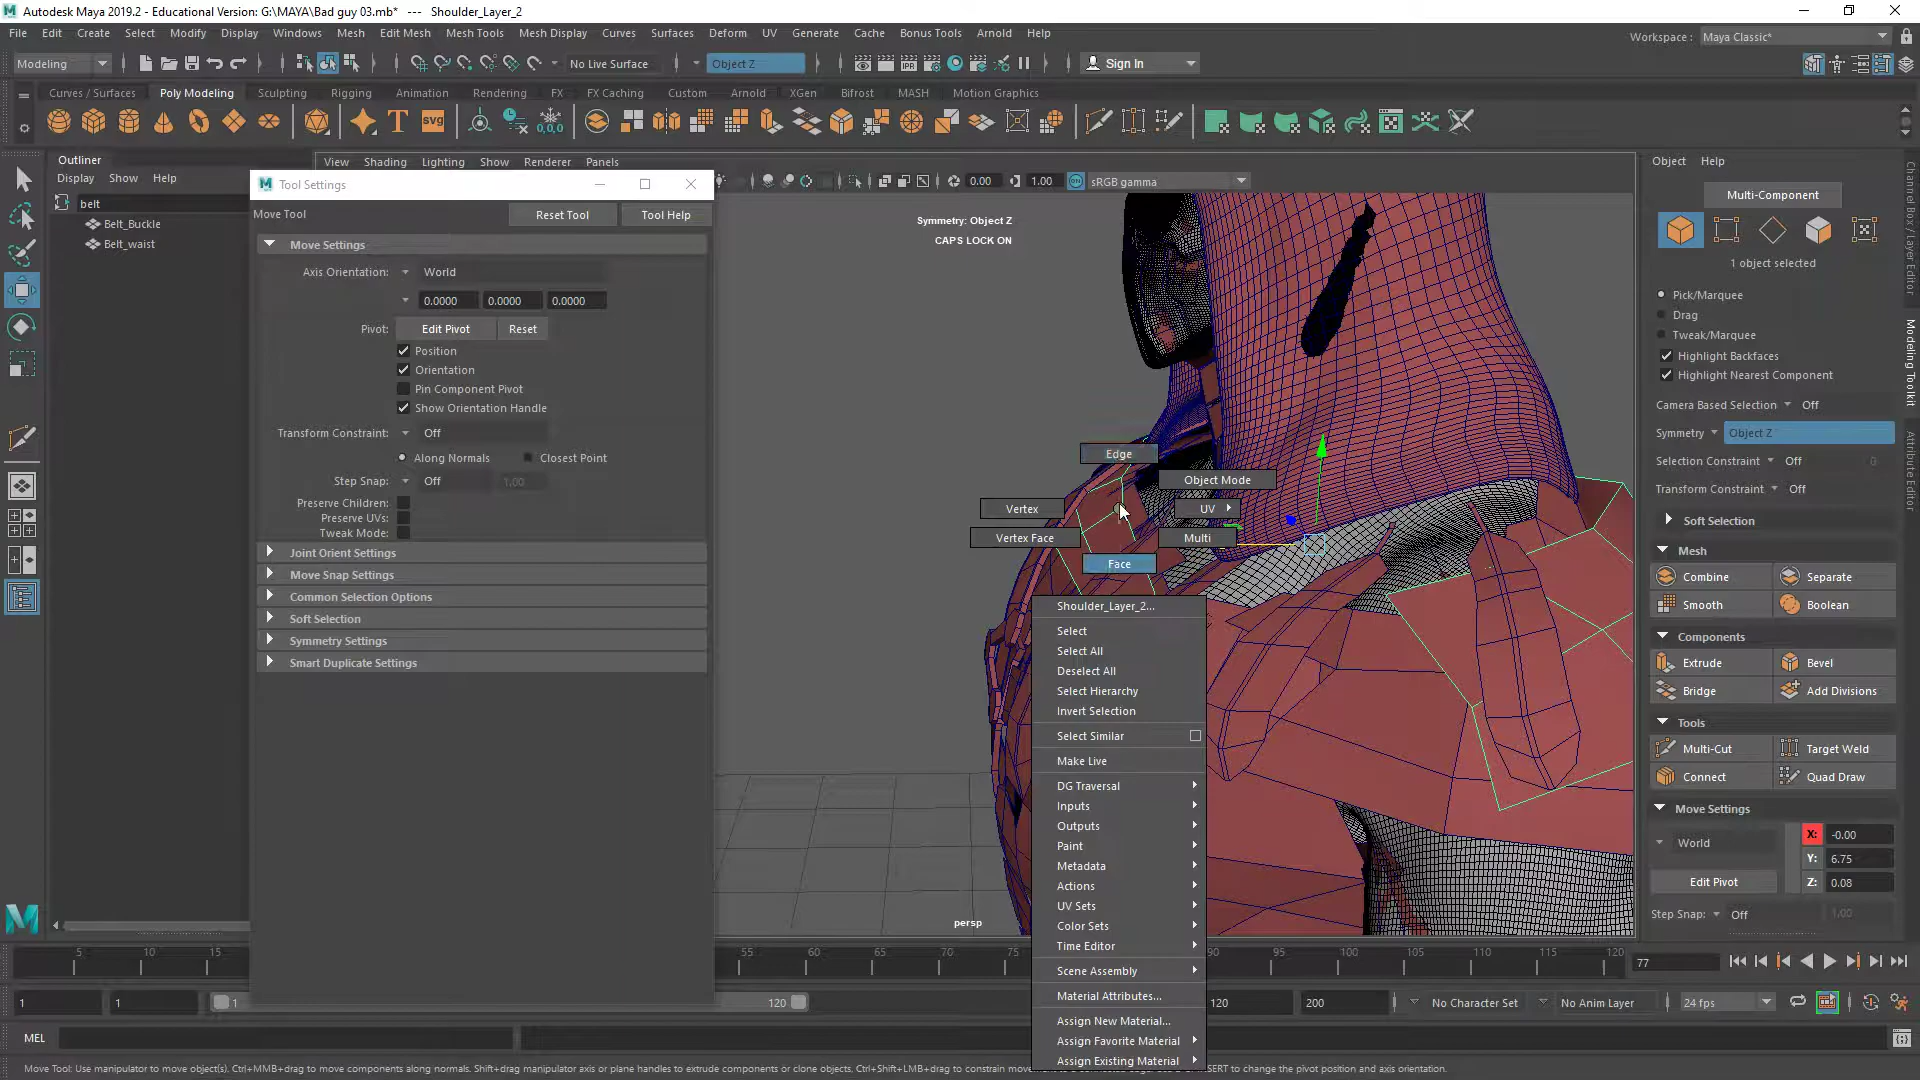 Autodesk Maya 2019.2 - Educational Version: G:\MAYA\Bad guy 03.mb* --- Shoulder_Layer_2
File Edit Create Select Modify Display Windows Mesh Edit Mesh Mesh Tools Mesh Display Curves Surfaces Deform UV Generate Cache Bonus Tools Arnold Help
Workspace : Maya Classic*
Modeling No Live Surface Object Z Sign In
Curves / Surfaces Poly Modeling Sculpting Rigging Animation Rendering FX FX Caching Custom Arnold XGen Bifrost MASH Motion Graphics
Outliner
Display Show Help
belt
Belt_Buckle
Belt_waist
View Shading Lighting Show Renderer Panels
0.00 1.00 sRGB gamma
Tool Settings
Move Tool Reset Tool Tool Help
Move Settings
Axis Orientation: World
0.0000 0.0000 0.0000
Pivot: Edit Pivot Reset
Position
Orientation
Pin Component Pivot
Show Orientation Handle
Transform Constraint: Off
Along Normals Closest Point
Step Snap: Off 1.00
Preserve Children:
Preserve UVs:
Tweak Mode:
Joint Orient Settings
Move Snap Settings
Common Selection Options
Soft Selection
Symmetry Settings
Smart Duplicate Settings
Symmetry: Object Z
CAPS LOCK ON
Edge
Object Mode
Vertex
UV
Vertex Face
Multi
Face
Shoulder_Layer_2...
Select
Select All
Deselect All
Select Hierarchy
Invert Selection
Select Similar
Make Live
DG Traversal
Inputs
Outputs
Paint
Metadata
Actions
UV Sets
Color Sets
Time Editor
Scene Assembly
Material Attributes...
Assign New Material...
Assign Favorite Material
Assign Existing Material
persp
Object Help
Multi-Component
1 object selected
Pick/Marquee
Drag
Tweak/Marquee
Highlight Backfaces
Highlight Nearest Component
Camera Based Selection Off
Symmetry Object Z
Selection Constraint Off 0
Transform Constraint Off
Soft Selection
Mesh
Combine Separate
Smooth Boolean
Components
Extrude Bevel
Bridge Add Divisions
Tools
Multi-Cut Target Weld
Connect Quad Draw
Move Settings
World X: -0.00
Y: 6.75
Edit Pivot Z: 0.08
Step Snap: Off 1.00
Channel Box / Layer Editor
Modeling Toolkit
Attribute Editor
5 10 15 55 60 65 70 75 90 95 100 105 110 115 120 77
1 1 1 120 120 200 No Character Set No Anim Layer 24 fps
MEL
Move Tool: Use manipulator to move object(s). Ctrl+MMB+drag to move components along normals. Shift+drag manipulator axis or plane handles to extrude components or clone objects. Ctrl+Shift+LMB+drag to constrain
SERT to change the pivot position and axis orientation.